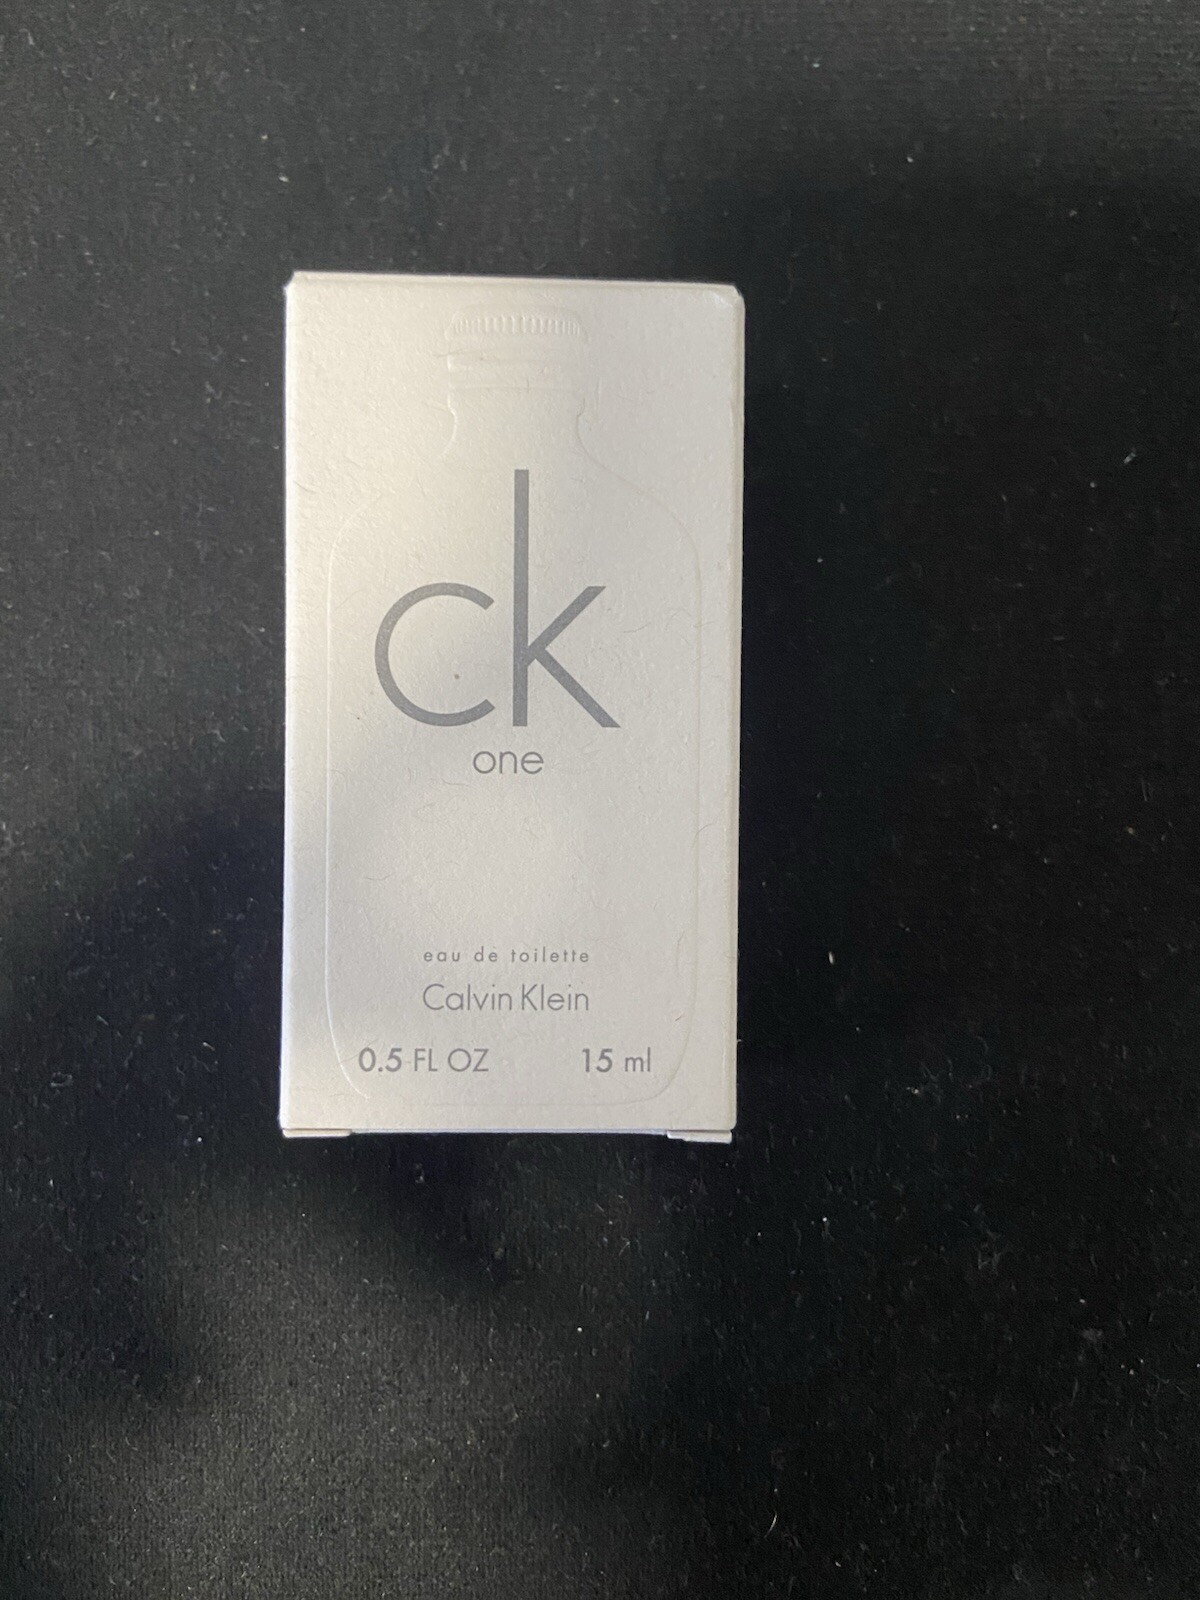 ck
one
eau de toilette
Calvin Klein
0.5 FL OZ 15 ml